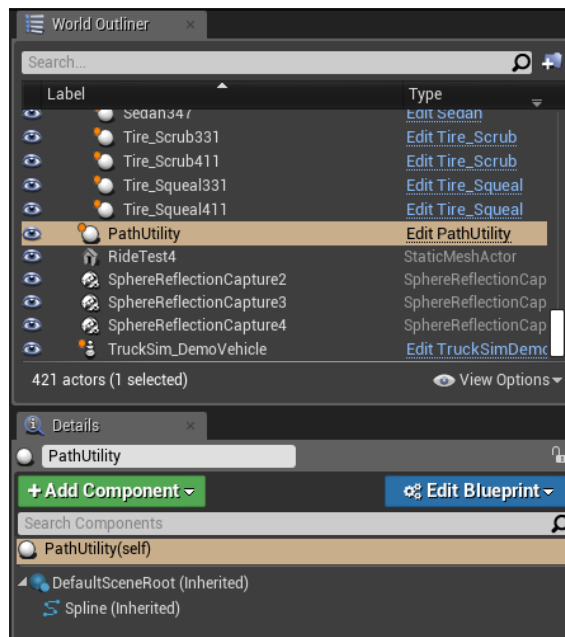 World Outliner
Search...
Label Type
Sedan347 Edit Sedan
Tire_Scrub331 Edit Tire_Scrub
Tire_Scrub411 Edit Tire_Scrub
Tire_Squeal331 Edit Tire_Squeal
Tire_Squeal411 Edit Tire_Squeal
PathUtility Edit PathUtility
RideTest4 StaticMeshActor
SphereReflectionCapture2 SphereReflectionCap
SphereReflectionCapture3 SphereReflectionCap
SphereReflectionCapture4 SphereReflectionCap
TruckSim_DemoVehicle Edit TruckSimDemo
421 actors (1 selected) View Options
Details
PathUtility
+ Add Component Edit Blueprint
Search Components
PathUtility(self)
DefaultSceneRoot (Inherited)
Spline (Inherited)